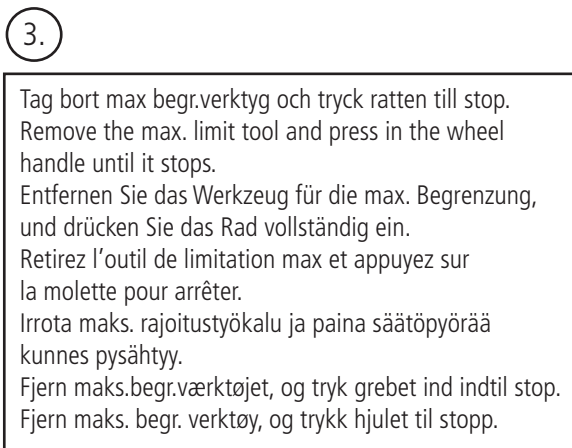 3.
Tag bort max begr.verktyg och tryck ratten till stop.
Remove the max. limit tool and press in the wheel
handle until it stops.
Entfernen Sie das Werkzeug für die max. Begrenzung,
und drücken Sie das Rad vollständig ein.
Retirez l’outil de limitation max et appuyez sur
la molette pour arrêter.
Irrota maks. rajoitustyökalu ja paina säätöpyörää
kunnes pysähtyy.
Fjern maks.begr.værktøjet, og tryk grebet ind indtil stop.
Fjern maks. begr. verktøy, og trykk hjulet til stopp.